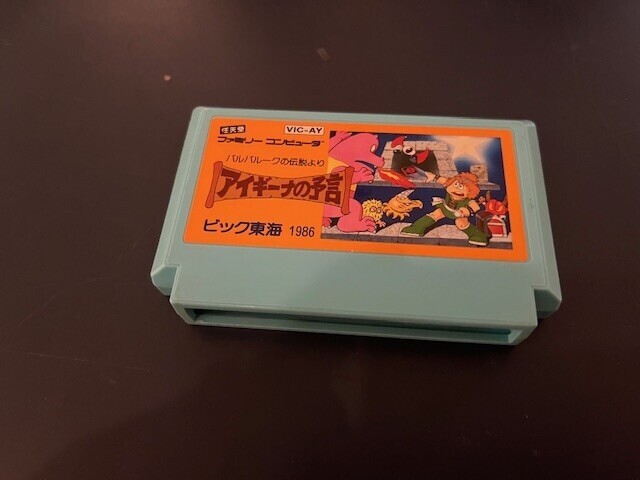 任天堂
VIC-AY
ファミリー コンピュータ
バルバルークの伝説より
アイギーナの予言
ビック東海 1986